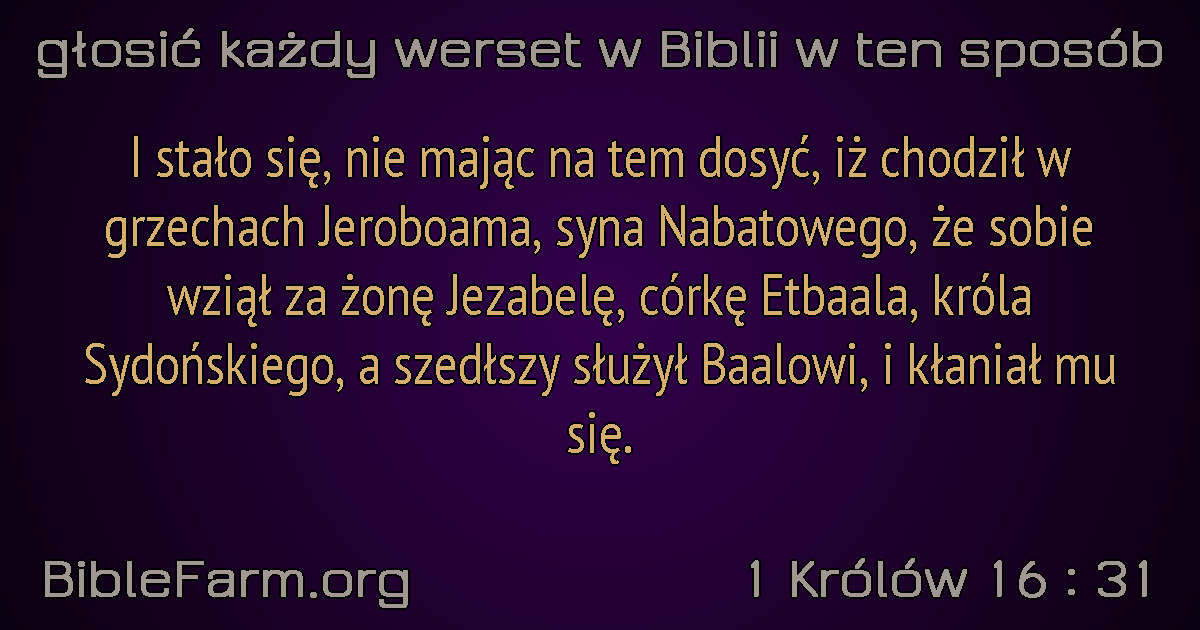 głosić każdy werset w Biblii w ten sposób
I stało się, nie mając na tem dosyć, iż chodził w
grzechach Jeroboama, syna Nabatowego, że sobie
wziął za żonę Jezabelę, córkę Etbaala, króla
Sydońskiego, a szedłszy służył Baalowi, i kłaniał mu
się.
BibleFarm.org
1 Królów 16 : 31